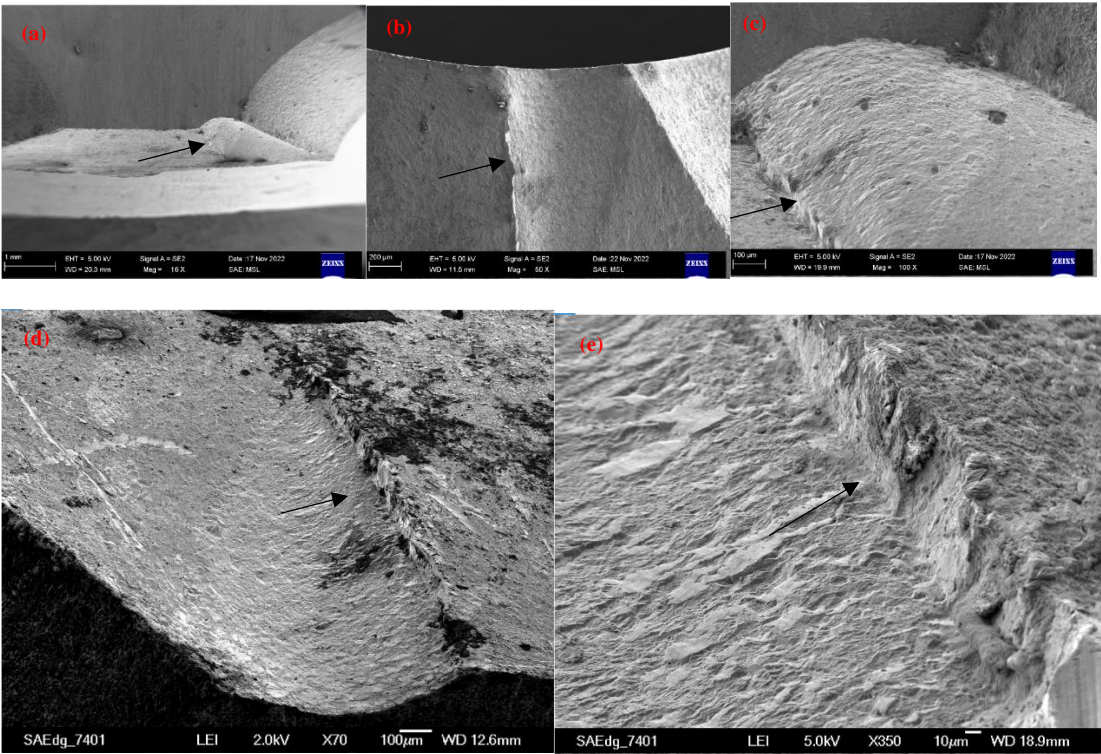 (a)
1 mm
EHT = 5.00 kV
WD = 20.3 mm
Signal A = SE2
Mag = 16 X
Date :17 Nov 2022
SAE: MSL
ZEISS
(b)
200 µm
EHT = 5.00 kV
WD = 11.5 mm
Signal A = SE2
Mag = 50 X
Date :22 Nov 2022
SAE: MSL
ZEISS
(c)
100 µm
EHT = 5.00 kV
WD = 19.9 mm
Signal A = SE2
Mag = 100 X
Date :17 Nov 2022
SAE: MSL
ZEISS
(d)
SAEdg_7401 LEI 2.0kV X70 100µm WD 12.6mm
(e)
SAEdg_7401 LEI 5.0kV X350 10µm WD 18.9mm